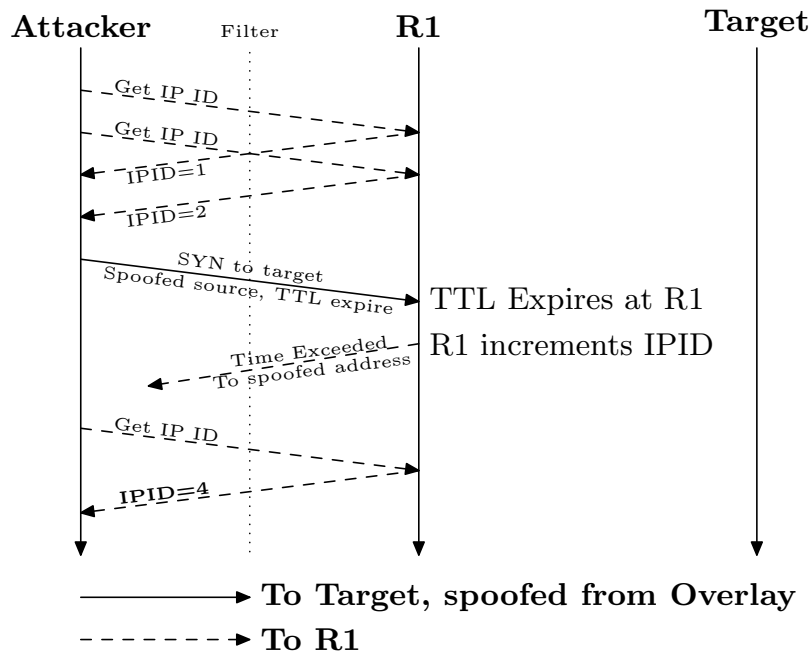 Attacker Filter R1 Target
Get IP ID
Get IP ID
IPID=1
IPID=2
SYN to target
Spoofed source, TTL expire
TTL Expires at R1
R1 increments IPID
Time Exceeded
To spoofed address
Get IP ID
IPID=4
To Target, spoofed from Overlay
To R1